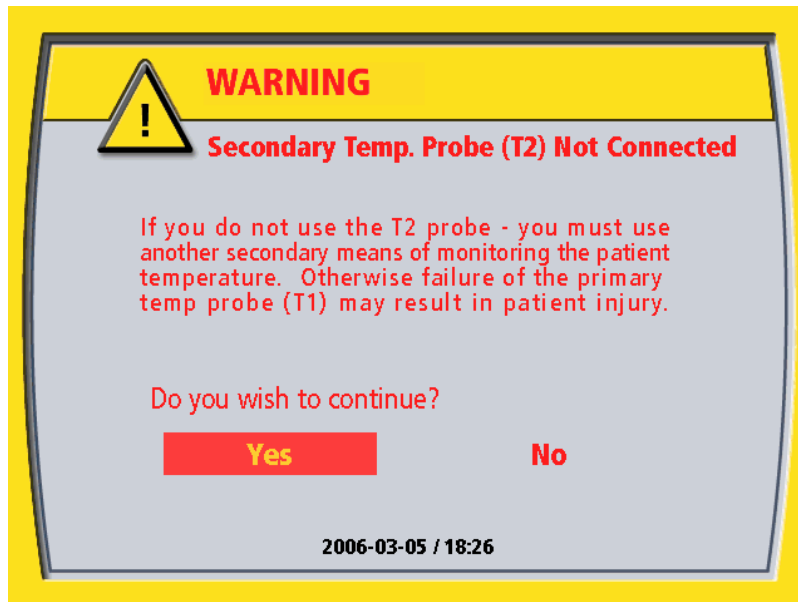 !
WARNING
Secondary Temp. Probe (T2) Not Connected
If you do not use the T2 probe - you must use
another secondary means of monitoring the patient
temperature. Otherwise failure of the primary
temp probe (T1) may result in patient injury.
Do you wish to continue?
Yes No
2006-03-05 / 18:26